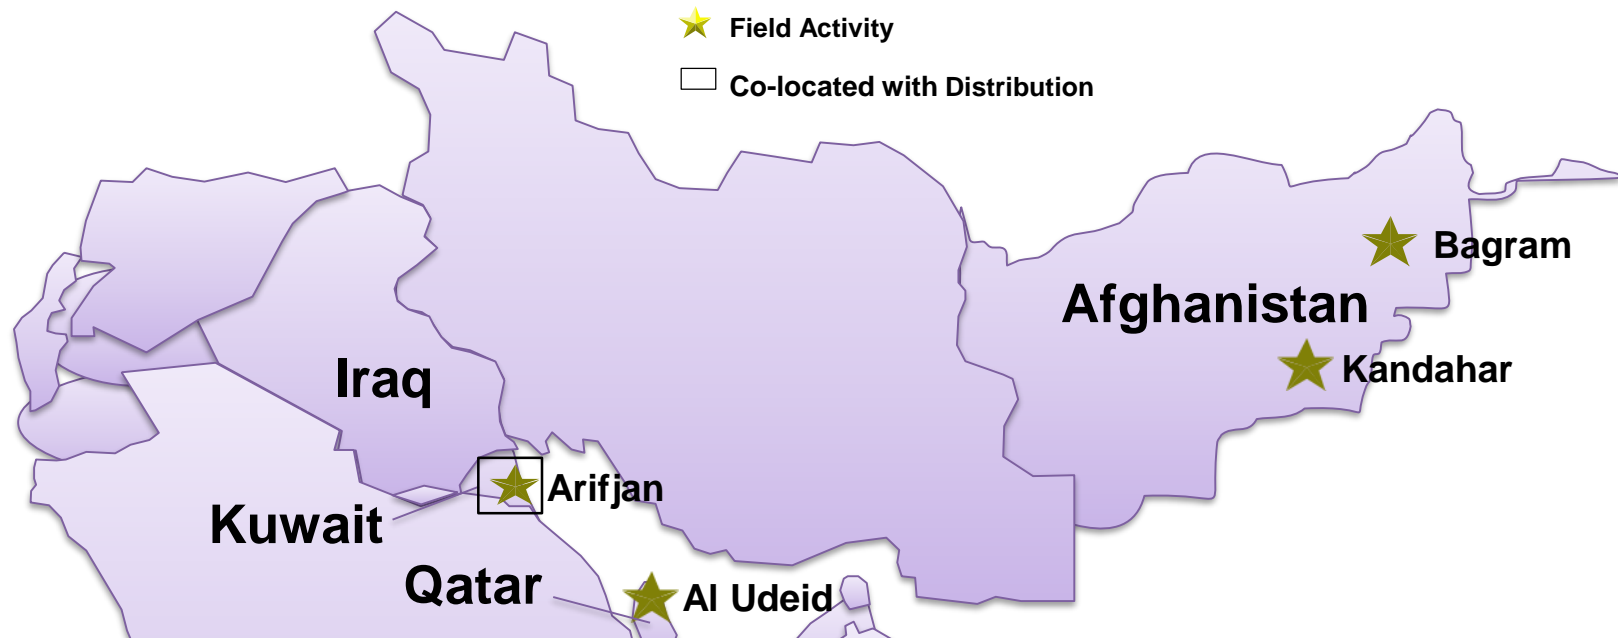 Field Activity
Co-located with Distribution
Bagram
Afghanistan
Iraq
Kandahar
Arifjan
Kuwait
Qatar
Al Udeid